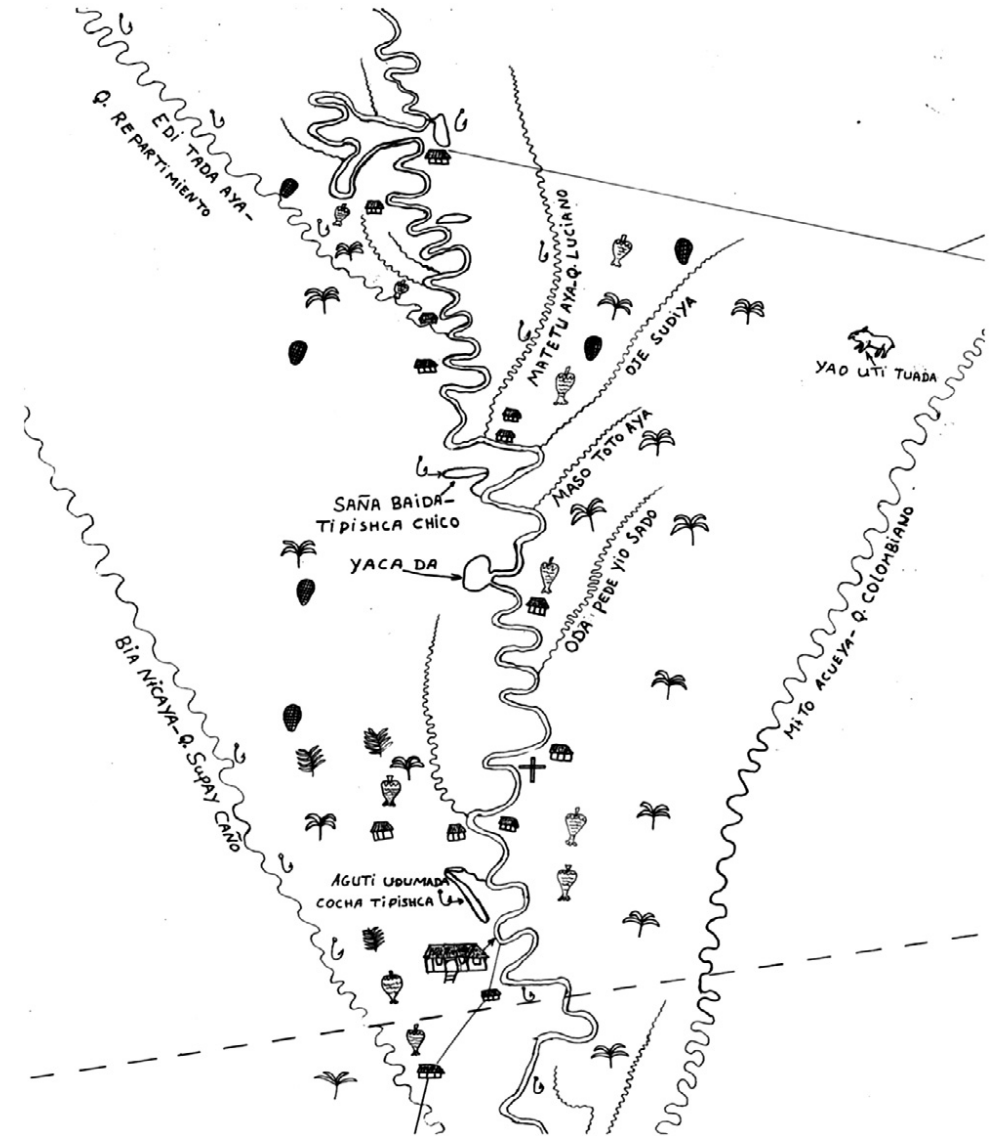 EDI TADA AYA-
Q. REPARTIMIENTO
MATETU AYA-Q. LUCIANO
OJE SUDIYA
YAO UTI TUADA
MASO TOTO AYA
SAÑA BAIDA-
TIPISHCA CHICO
YACA DA
ODA PEDE YIO SADO
MITO ACUEYA- Q. COLOMBIANO
BIA NICAYA-Q. SUPAY CAÑO
AGUTI UDUMADA
COCHA TIPISHCA